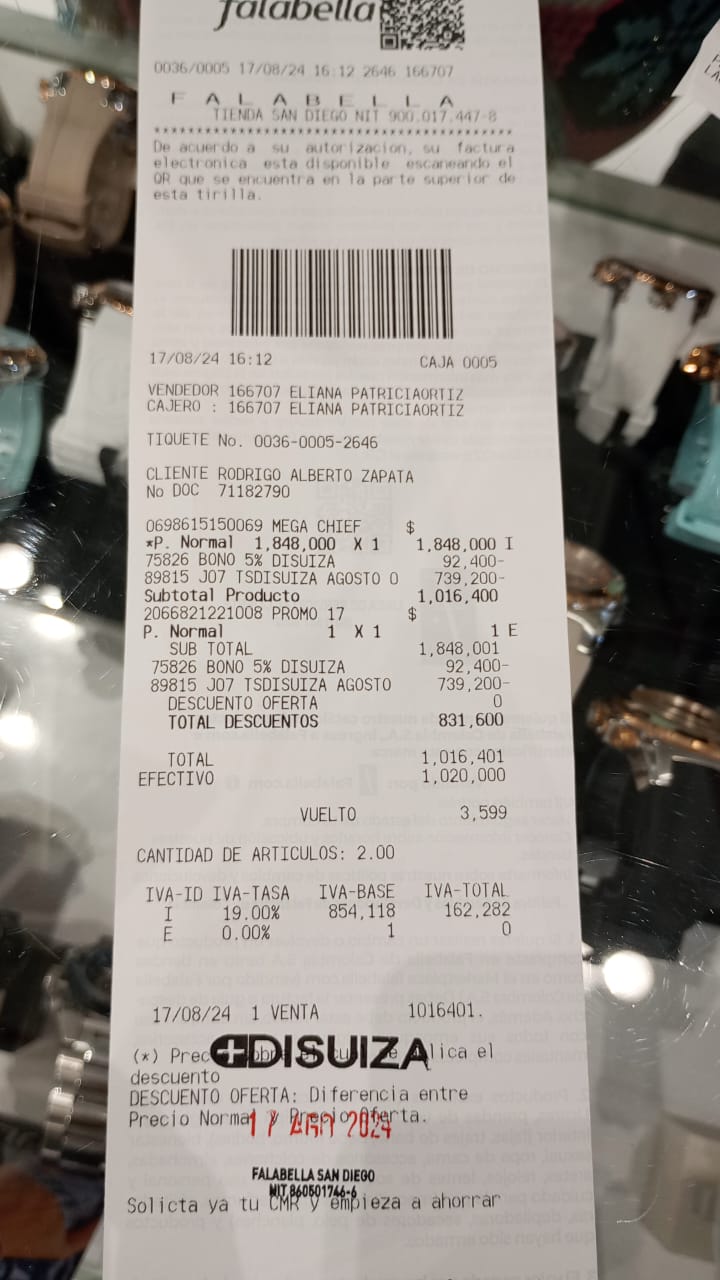 falabella
0036/0005 17/08/24 16:12 2646 166707
F A L A B E L L A
TIENDA SAN DIEGO NIT 900.017.447-8
De acuerdo a su autorizacion, su factura
electronica esta disponible escaneando el
QR que se encuentra en la parte superior de
esta tirilla.
17/08/24 16:12 CAJA 0005
VENDEDOR 166707 ELIANA PATRICIAORTIZ
CAJERO : 166707 ELIANA PATRICIAORTIZ
TIQUETE No. 0036-0005-2646
CLIENTE RODRIGO ALBERTO ZAPATA
No DOC 71182790
0698615150069 MEGA CHIEF $
*P. Normal 1,848,000 X 1 1,848,000 I
75826 BONO 5% DISUIZA 92,400-
89815 J07 TSDISUIZA AGOSTO 0 739,200-
Subtotal Producto 1,016,400
2066821221008 PROMO 17 $
P. Normal 1 X 1 1 E
SUB TOTAL 1,848,001
75826 BONO 5% DISUIZA 92,400-
89815 J07 TSDISUIZA AGOSTO 739,200-
DESCUENTO OFERTA 0
TOTAL DESCUENTOS 831,600
TOTAL 1,016,401
EFECTIVO 1,020,000
VUELTO 3,599
CANTIDAD DE ARTICULOS: 2.00
IVA-ID IVA-TASA IVA-BASE IVA-TOTAL
I 19.00% 854,118 162,282
E 0.00% 1 0
17/08/24 1 VENTA 1016401.
DISUIZA
(*) Precio sobre el cual se aplica el
descuento
DESCUENTO OFERTA: Diferencia entre
Precio Normal y Precio Oferta.
17 AGO 2024
FALABELLA SAN DIEGO
NIT.860501746-6
Solicta ya tu CMR y empieza a ahorrar